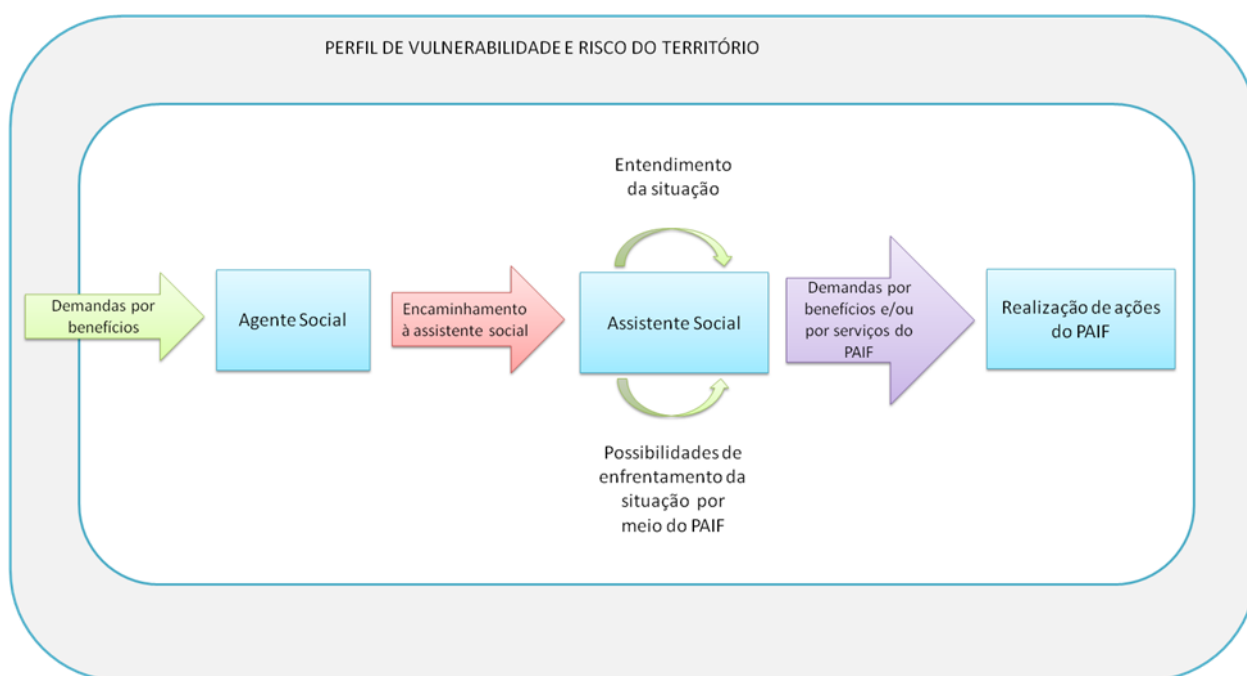 PERFIL DE VULNERABILIDADE E RISCO DO TERRITÓRIO
Entendimento
da situação
Demandas por
benefícios
Agente Social
Encaminhamento
à assistente social
Assistente Social
Demandas por
benefícios e/ou
por serviços do
PAIF
Realização de ações
do PAIF
Possibilidades de
enfrentamento da
situação por
meio do PAIF